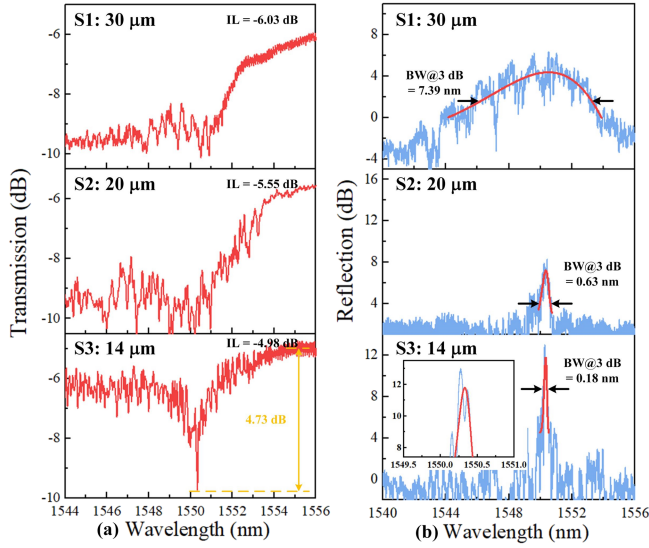 S1: 30 μm
IL = -6.03 dB
-6
-8
-10
S2: 20 μm
IL = -5.55 dB
-6
-8
-10
S3: 14 μm
IL = -4.98 dB
-6
-8
-10
4.73 dB
1544 1546 1548 1550 1552 1554 1556
Transmission (dB)
(a) Wavelength (nm)
S1: 30 μm
BW@3 dB
= 7.39 nm
8
4
0
-4
S2: 20 μm
BW@3 dB
= 0.63 nm
16
12
8
4
S3: 14 μm
BW@3 dB
= 0.18 nm
12
8
4
0
13
12
11
10
9
8
1549.5 1550.0 1550.5 1551.0
1540 1544 1548 1552 1556
Reflection (dB)
(b) Wavelength (nm)